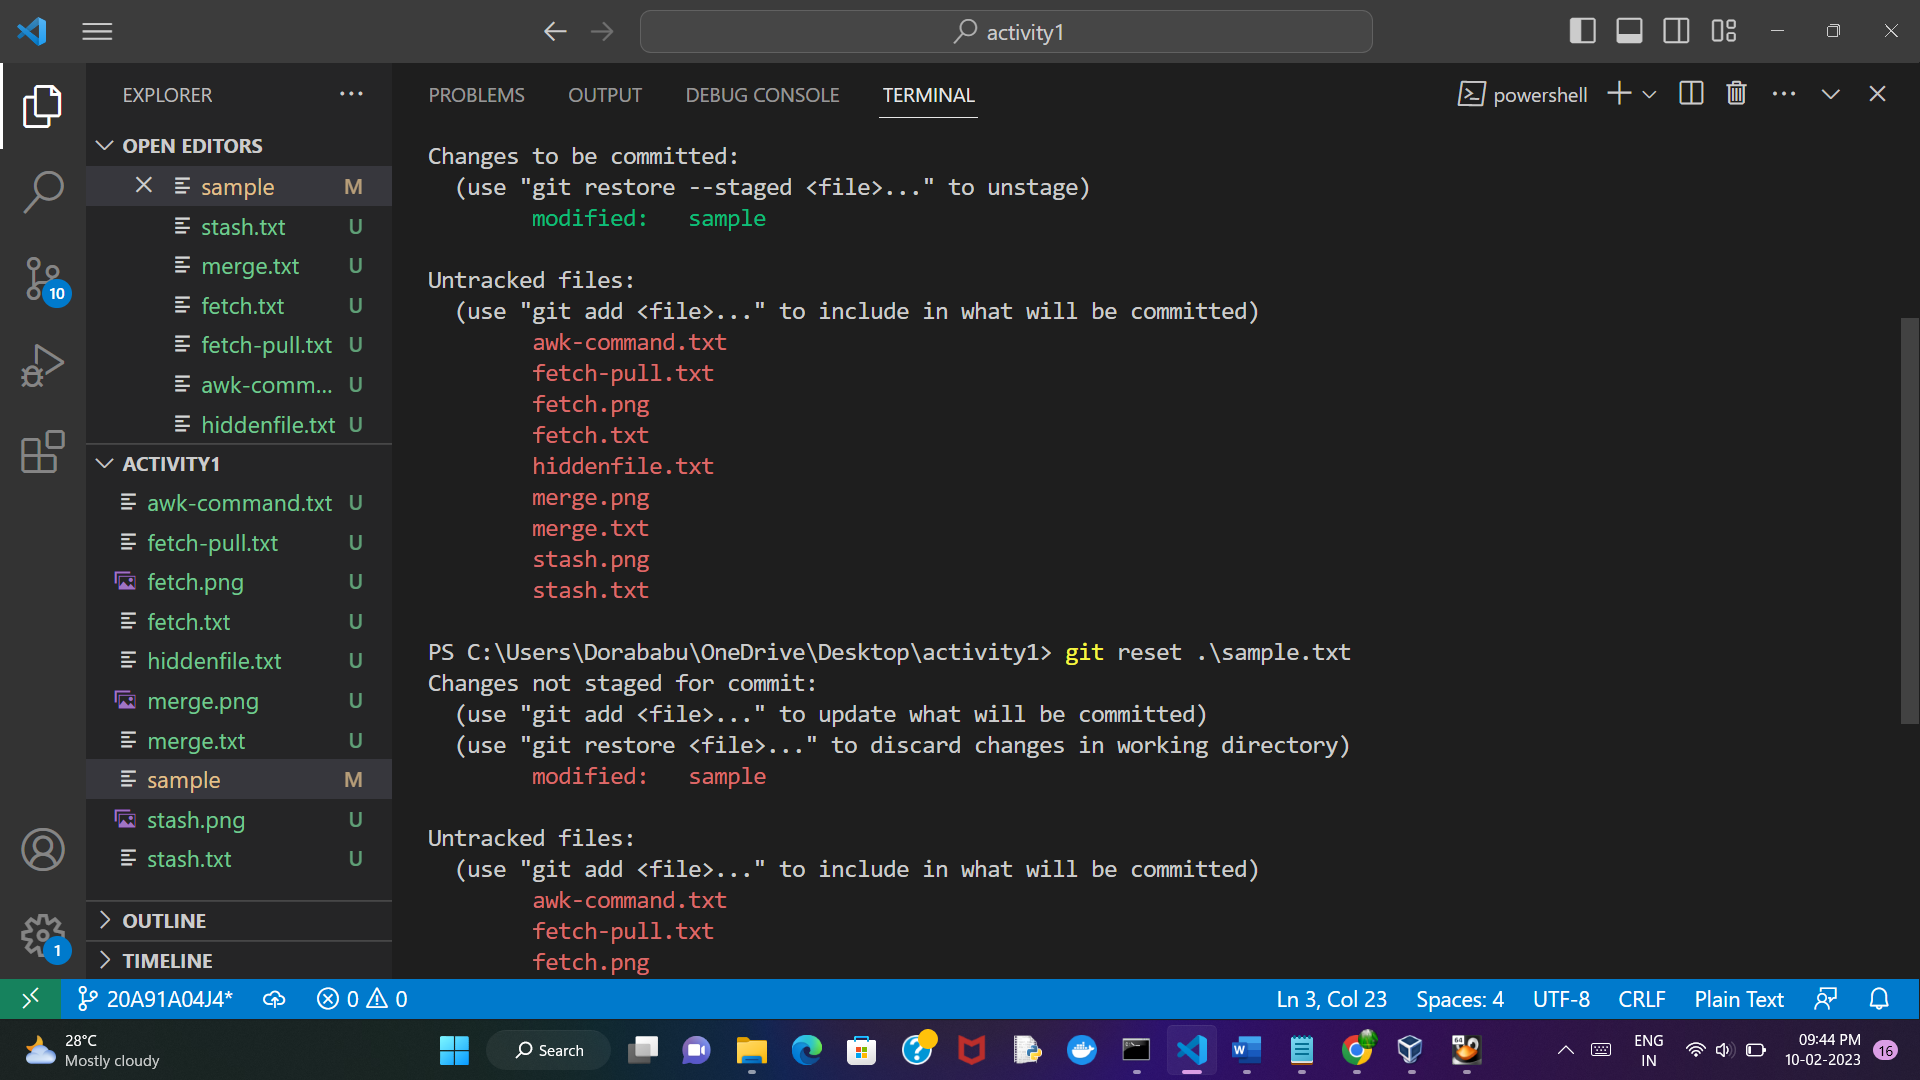 activity1
EXPLORER
PROBLEMS OUTPUT DEBUG CONSOLE TERMINAL
powershell
OPEN EDITORS
sample M
stash.txt U
merge.txt U
fetch.txt U
fetch-pull.txt U
awk-comm... U
hiddenfile.txt U
ACTIVITY1
awk-command.txt U
fetch-pull.txt U
fetch.png U
fetch.txt U
hiddenfile.txt U
merge.png U
merge.txt U
sample M
stash.png U
stash.txt U
OUTLINE
TIMELINE
10
1
Changes to be committed:
(use "git restore --staged <file>..." to unstage)
modified: sample
Untracked files:
(use "git add <file>..." to include in what will be committed)
awk-command.txt
fetch-pull.txt
fetch.png
fetch.txt
hiddenfile.txt
merge.png
merge.txt
stash.png
stash.txt
PS C:\Users\Dorababu\OneDrive\Desktop\activity1> git reset .\sample.txt
Changes not staged for commit:
(use "git add <file>..." to update what will be committed)
(use "git restore <file>..." to discard changes in working directory)
modified: sample
Untracked files:
(use "git add <file>..." to include in what will be committed)
awk-command.txt
fetch-pull.txt
fetch.png
20A91A04J4* 0 0 Ln 3, Col 23 Spaces: 4 UTF-8 CRLF Plain Text
28°C
Mostly cloudy
Search
ENG
IN
09:44 PM
10-02-2023
16